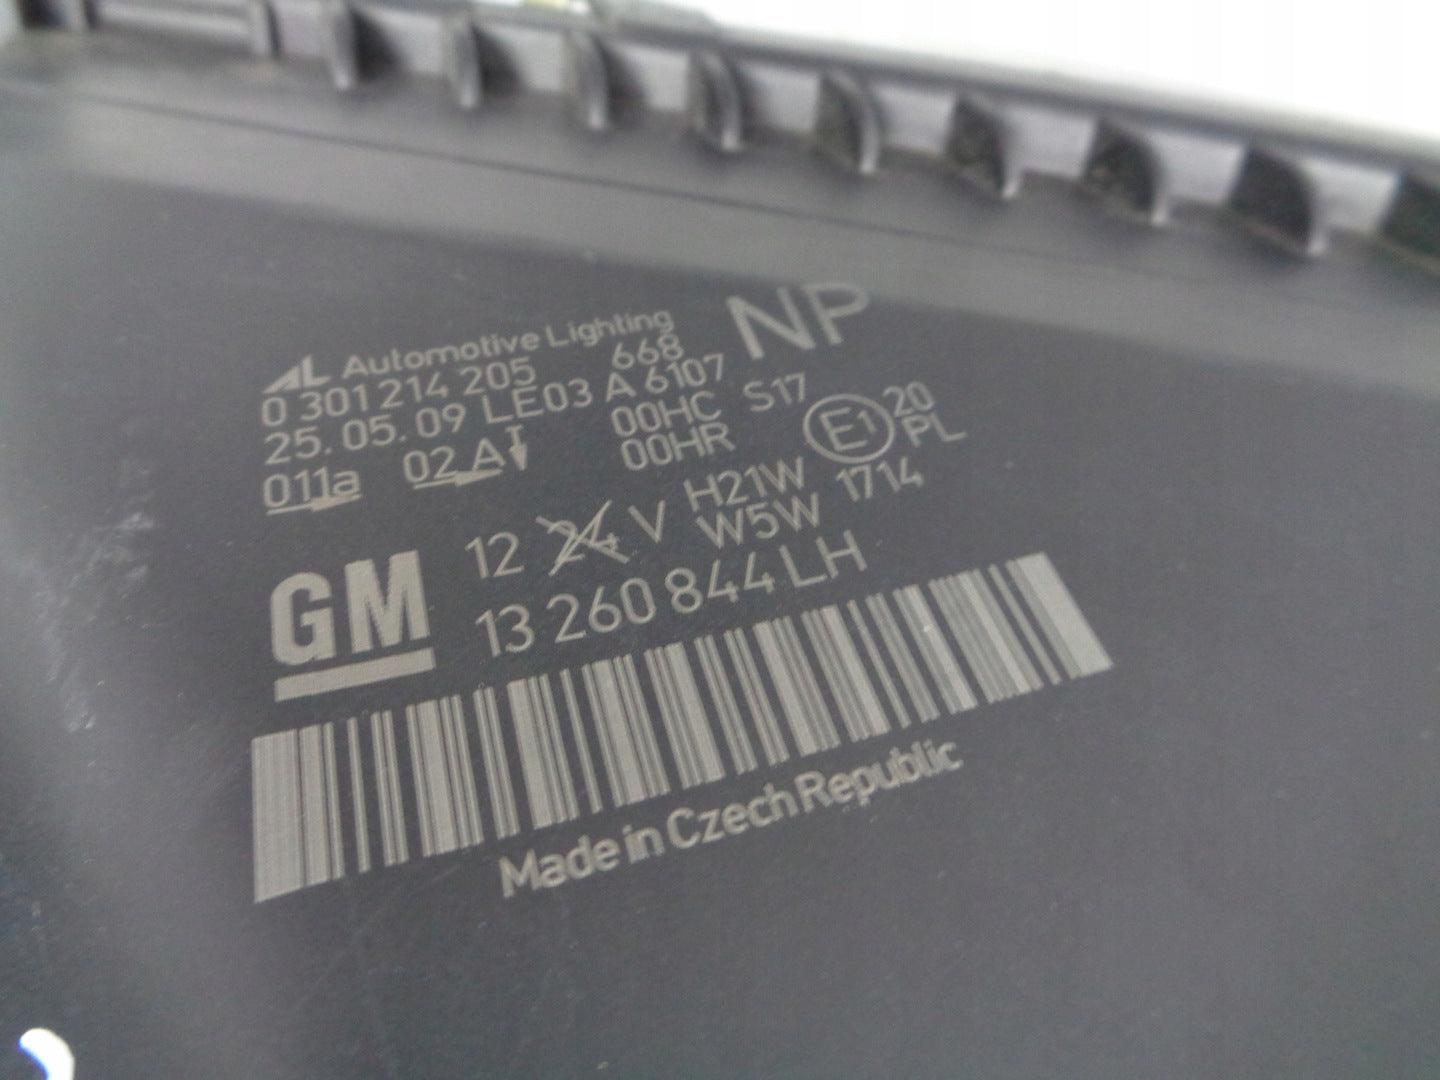 AL Automotive Lighting NP
0 301 214 205 668
25.05.09 LE03 A 6107
011a 02 A 00HC S17 E1 20
00HR PL
12 24 V H21W 1714
W5W
GM 13 260 844 LH
Made in Czech Republic